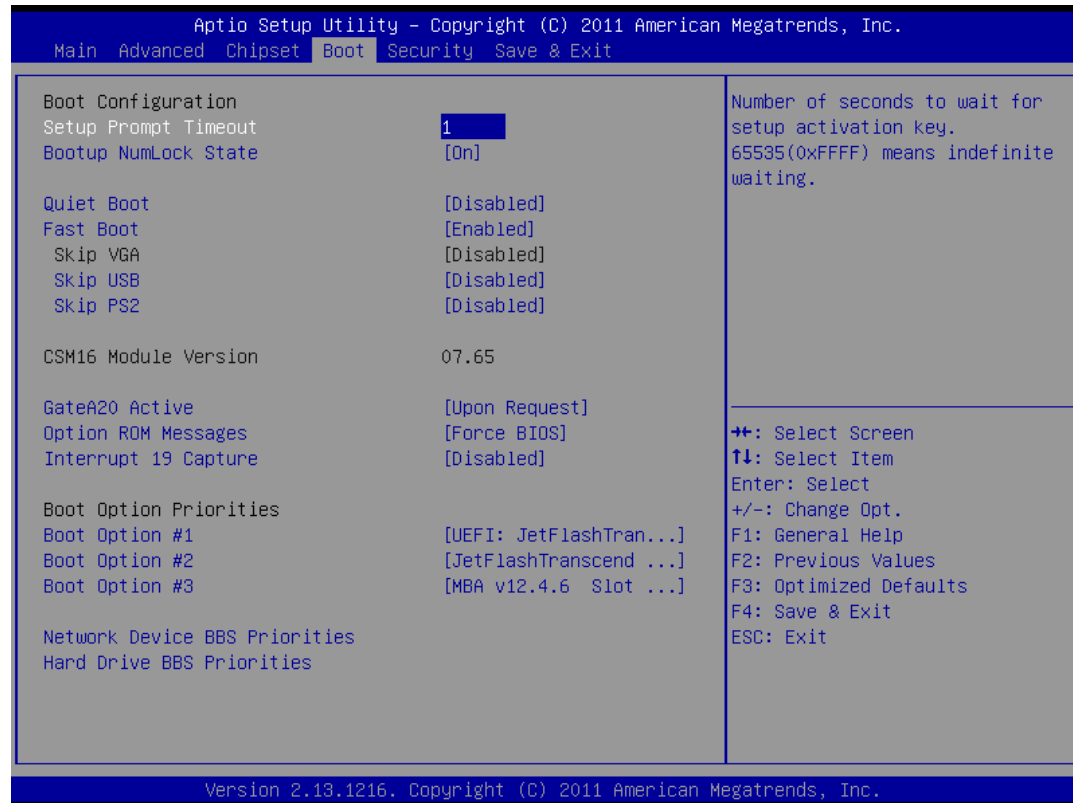 Aptio Setup Utility – Copyright (C) 2011 American Megatrends, Inc.
Main Advanced Chipset Boot Security Save & Exit
Boot Configuration
Setup Prompt Timeout 1
Bootup NumLock State [On]
Quiet Boot [Disabled]
Fast Boot [Enabled]
Skip VGA [Disabled]
Skip USB [Disabled]
Skip PS2 [Disabled]
CSM16 Module Version 07.65
GateA20 Active [Upon Request]
Option ROM Messages [Force BIOS]
Interrupt 19 Capture [Disabled]
Boot Option Priorities
Boot Option #1 [UEFI: JetFlashTran...]
Boot Option #2 [JetFlashTranscend ...]
Boot Option #3 [MBA v12.4.6 Slot ...]
Network Device BBS Priorities
Hard Drive BBS Priorities
Number of seconds to wait for
setup activation key.
65535(0xFFFF) means indefinite
waiting.
→←: Select Screen
↑↓: Select Item
Enter: Select
+/-: Change Opt.
F1: General Help
F2: Previous Values
F3: Optimized Defaults
F4: Save & Exit
ESC: Exit
Version 2.13.1216. Copyright (C) 2011 American Megatrends, Inc.